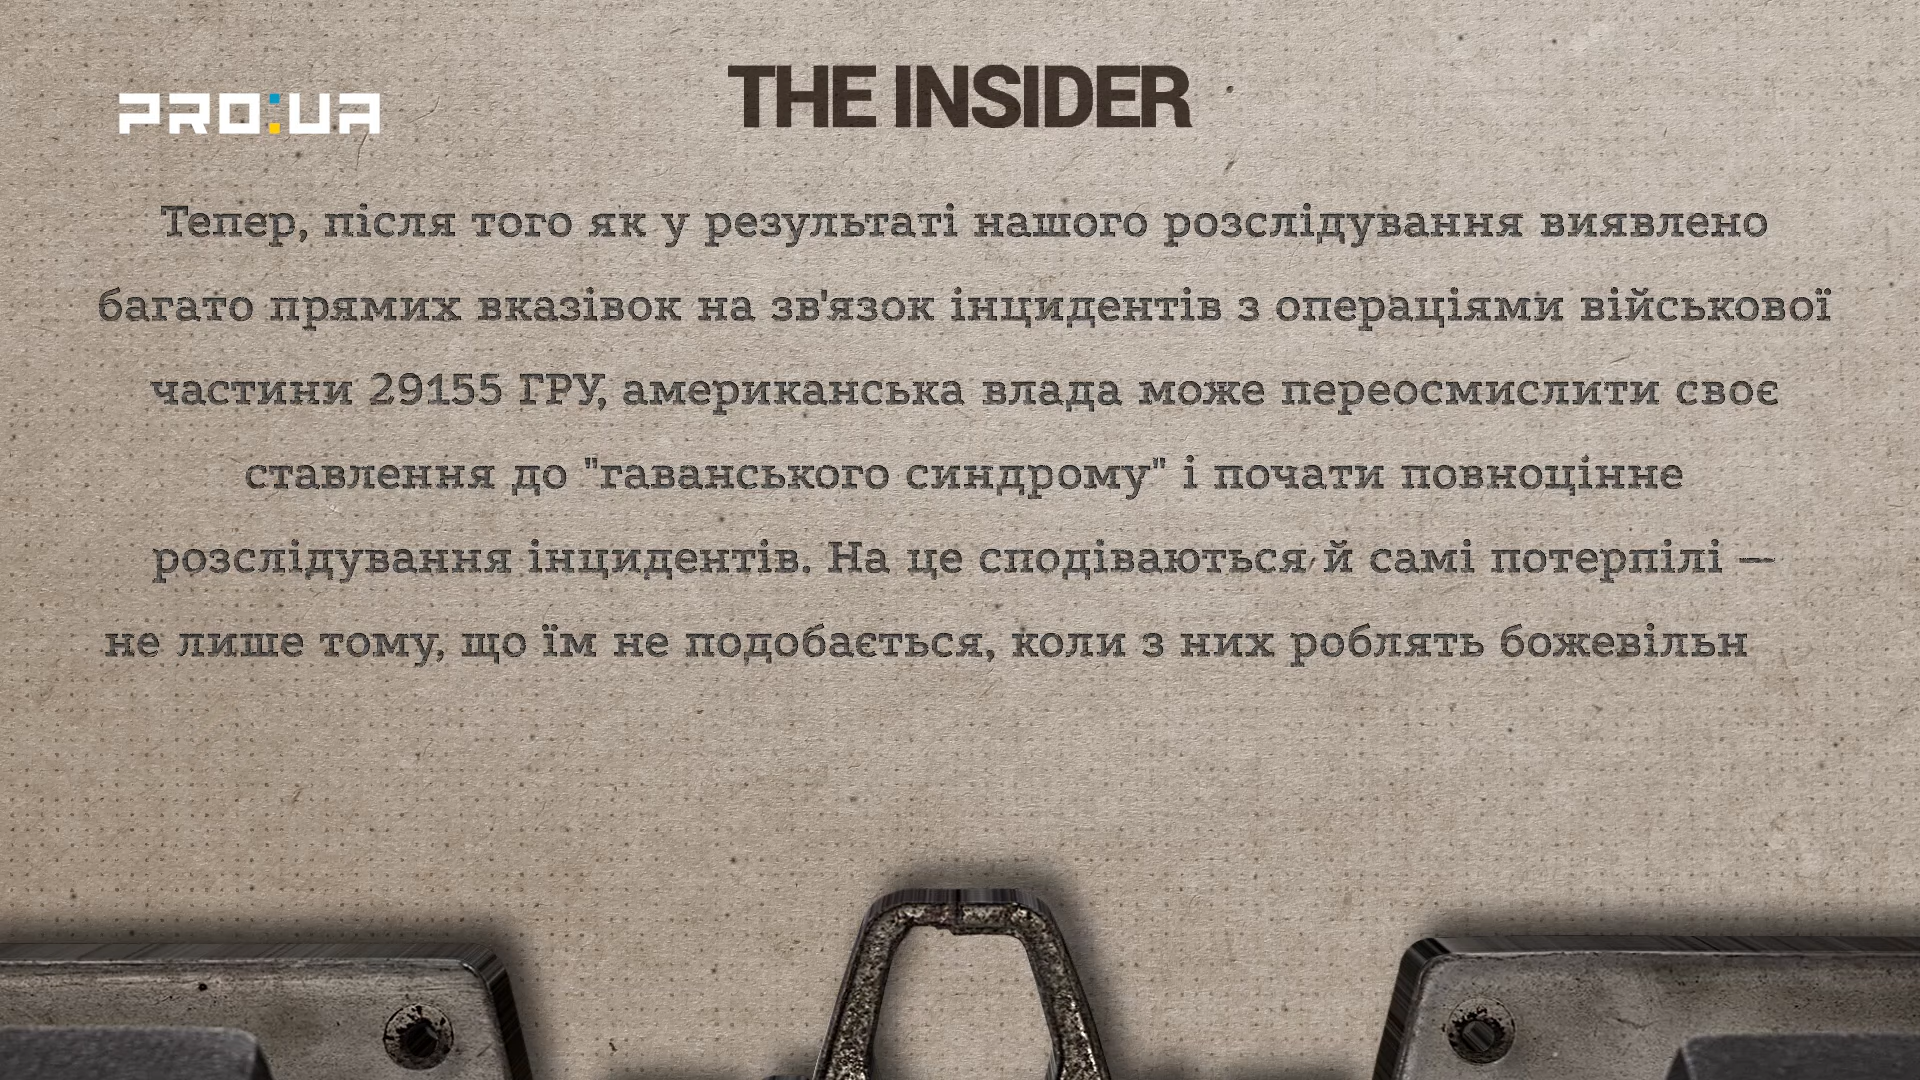 PRO:UA
THE INSIDER
Тепер, після того як у результаті нашого розслідування виявлено
багато прямих вказівок на зв'язок інцидентів з операціями військової
частини 29155 ГРУ, американська влада може переосмислити своє
ставлення до "гаванського синдрому" і почати повноцінне
розслідування інцидентів. На це сподіваються й самі потерпілі —
не лише тому, що їм не подобається, коли з них роблять божевільн